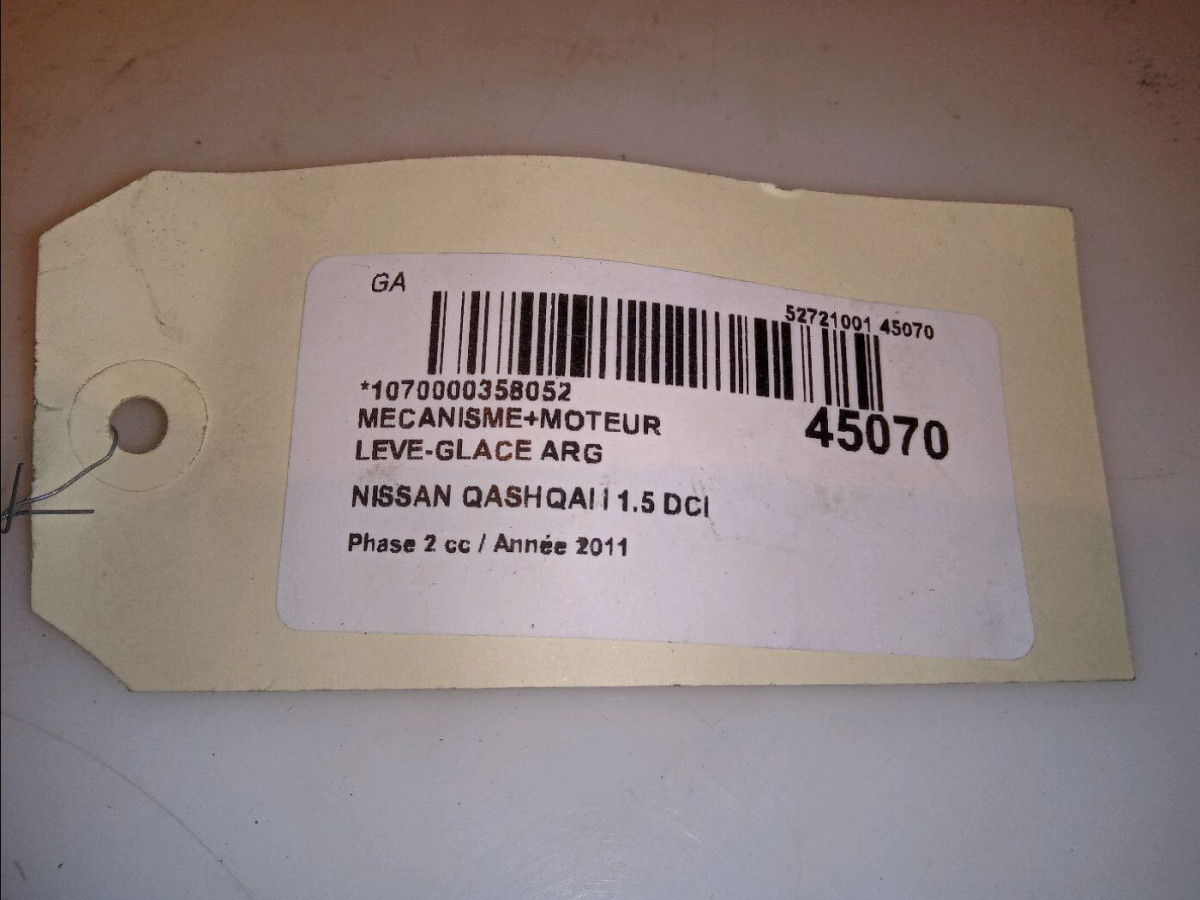 GA
52721001 45070
*1070000358052
MECANISME+MOTEUR
LEVE-GLACE ARG
45070
NISSAN QASHQAI I 1.5 DCI
Phase 2 cc / Année 2011